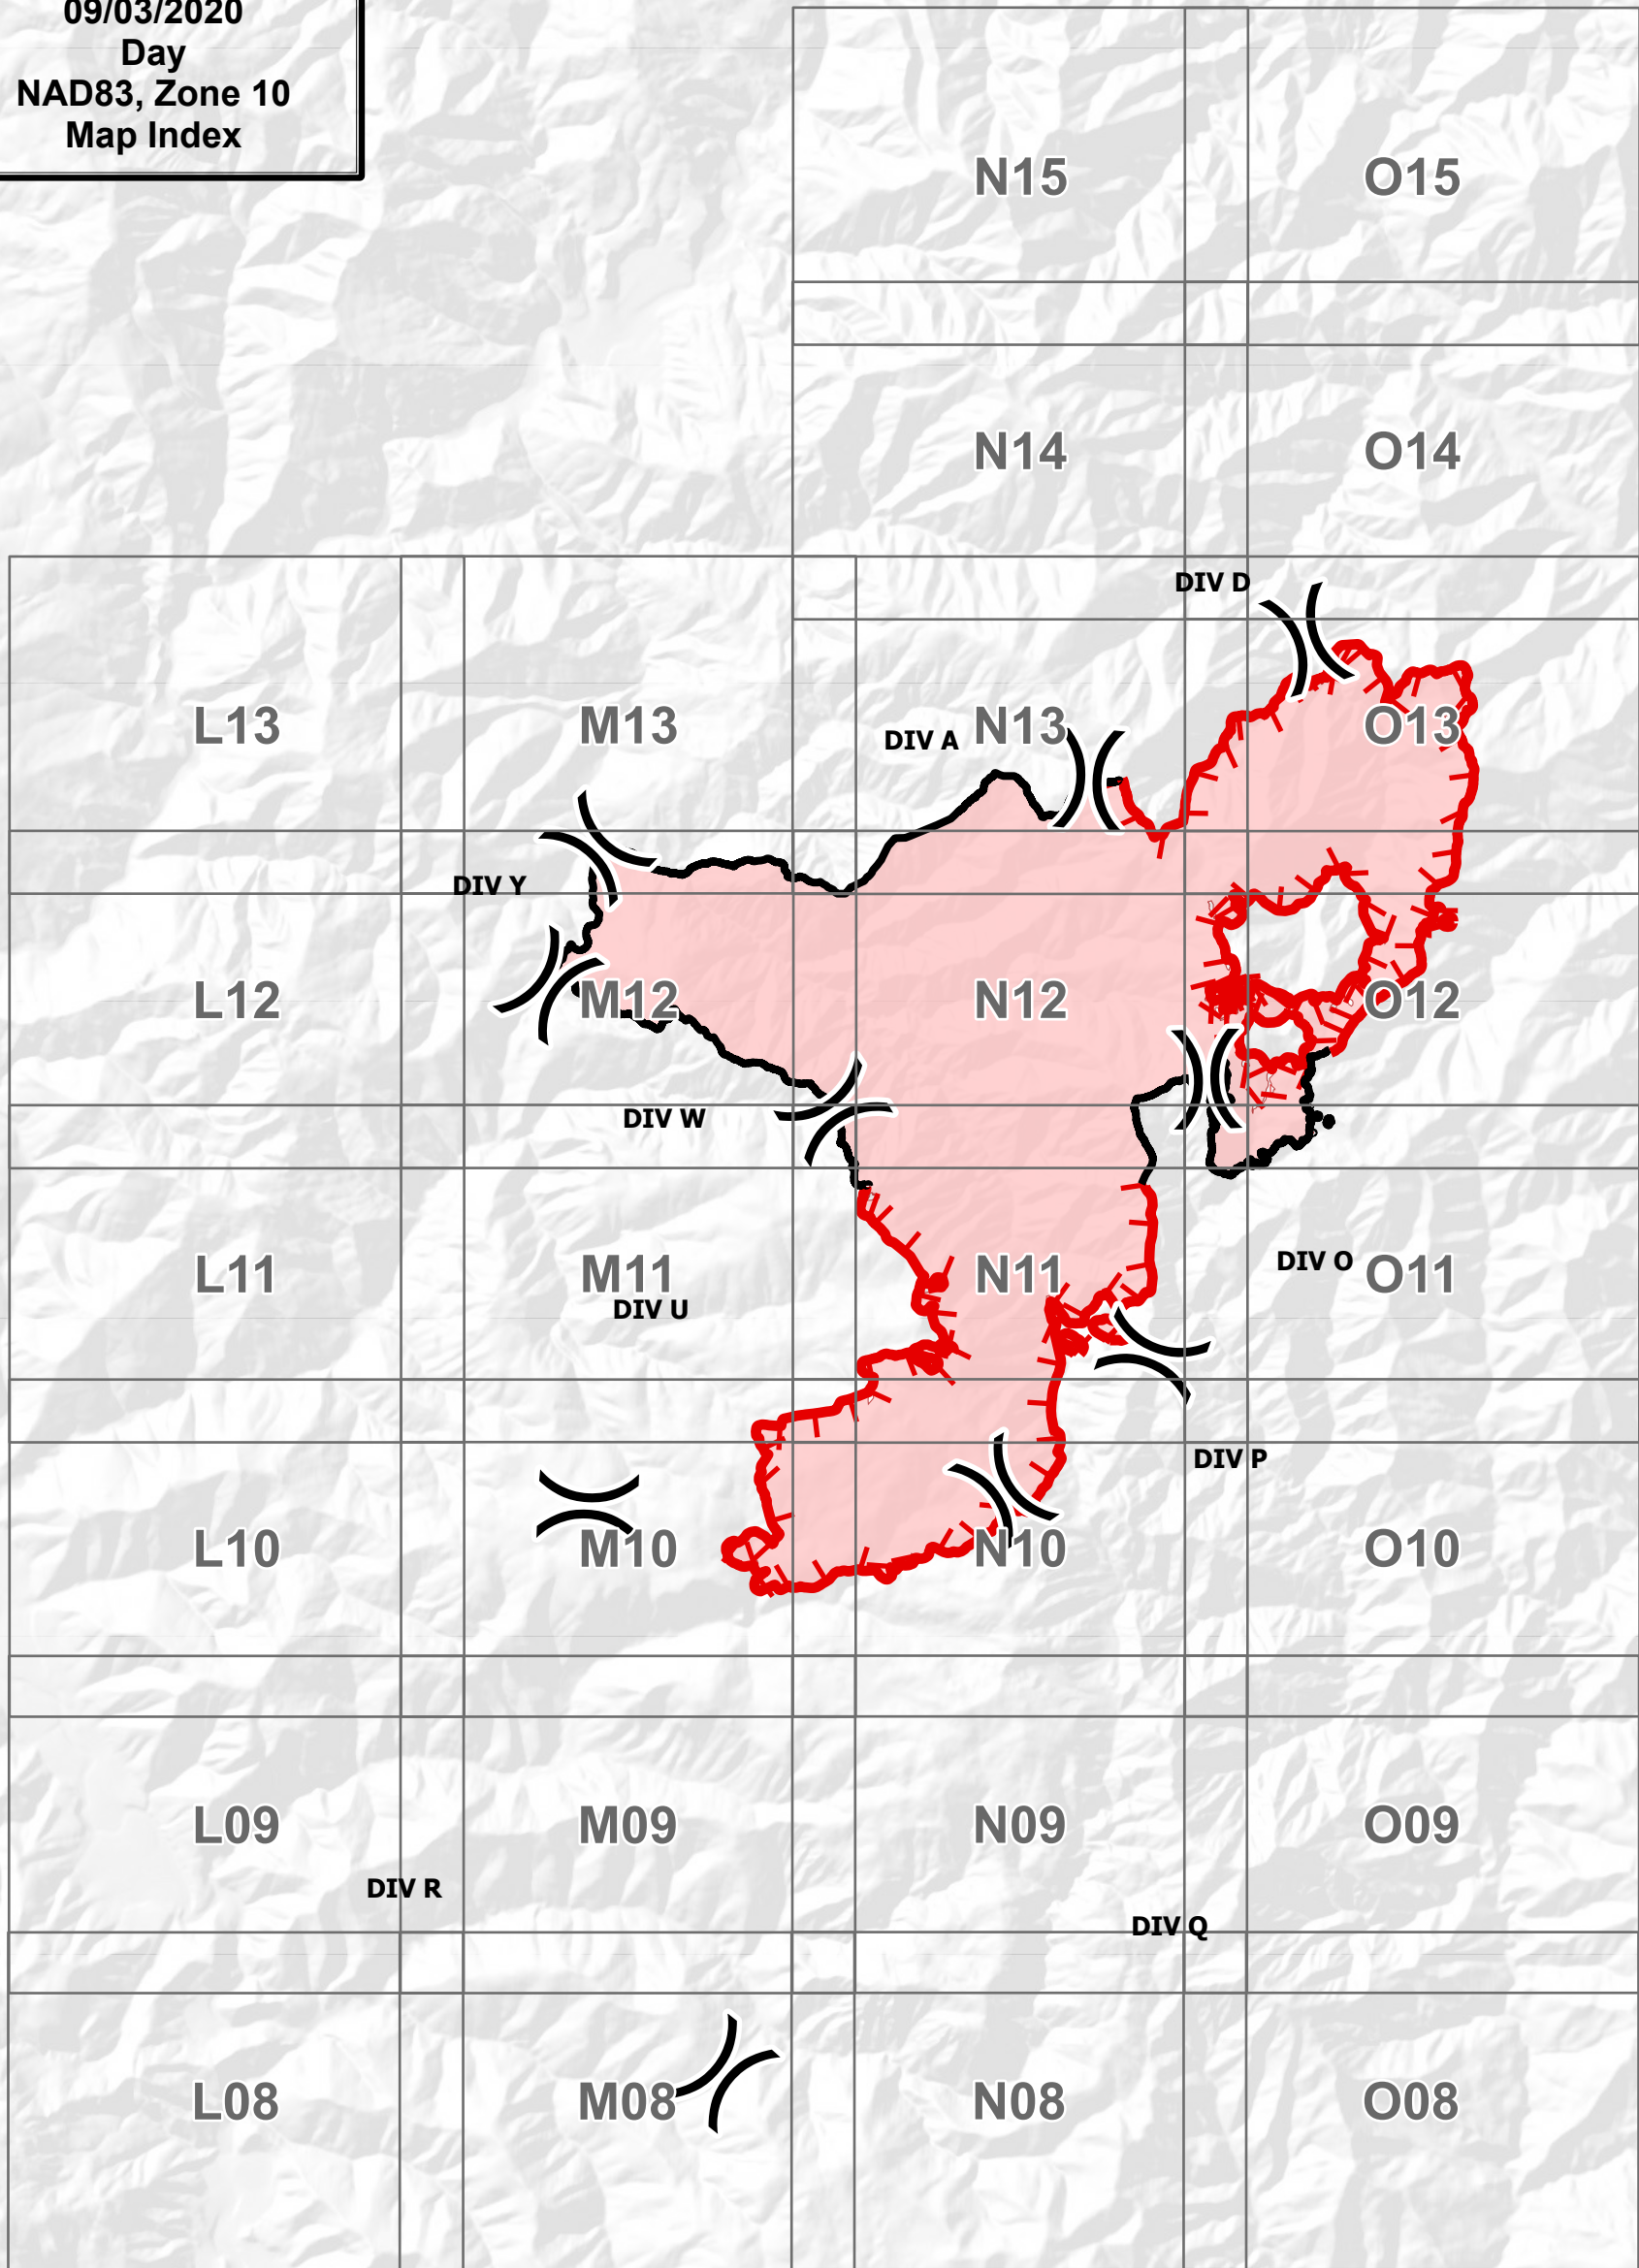 09/03/2020
Day
NAD83, Zone 10
Map Index
N15 O15
N14 O14
DIV D
L13 M13 DIV A N13 O13
DIV Y
L12 M12 N12 O12
DIV W
L11 M11 N11 DIV O O11
DIV U
DIV P
L10 M10 N10 O10
L09 M09 N09 O09
DIV R
DIV Q
L08 M08 N08 O08